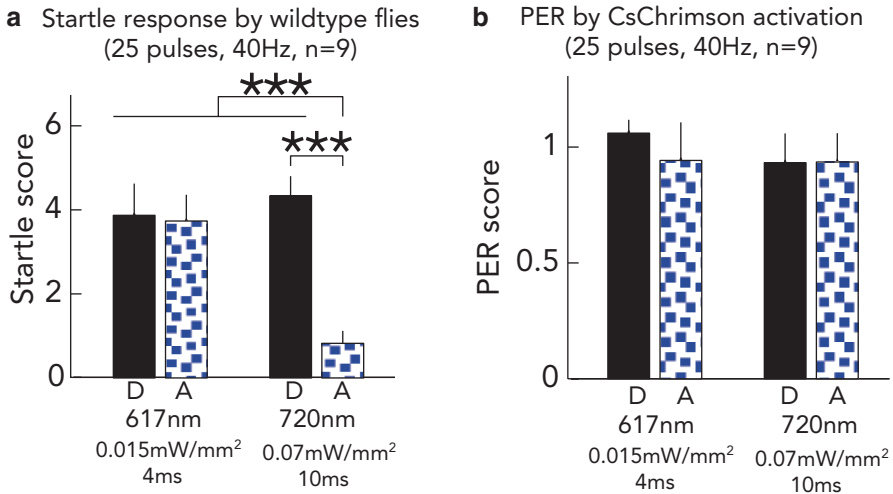 a Startle response by wildtype flies
(25 pulses, 40Hz, n=9)
***
***
Startle score
6
4
2
0
D A D A
617nm 720nm
0.015mW/mm² 0.07mW/mm²
4ms 10ms
b PER by CsChrimson activation
(25 pulses, 40Hz, n=9)
PER score
1
0.5
0
D A D A
617nm 720nm
0.015mW/mm² 0.07mW/mm²
4ms 10ms